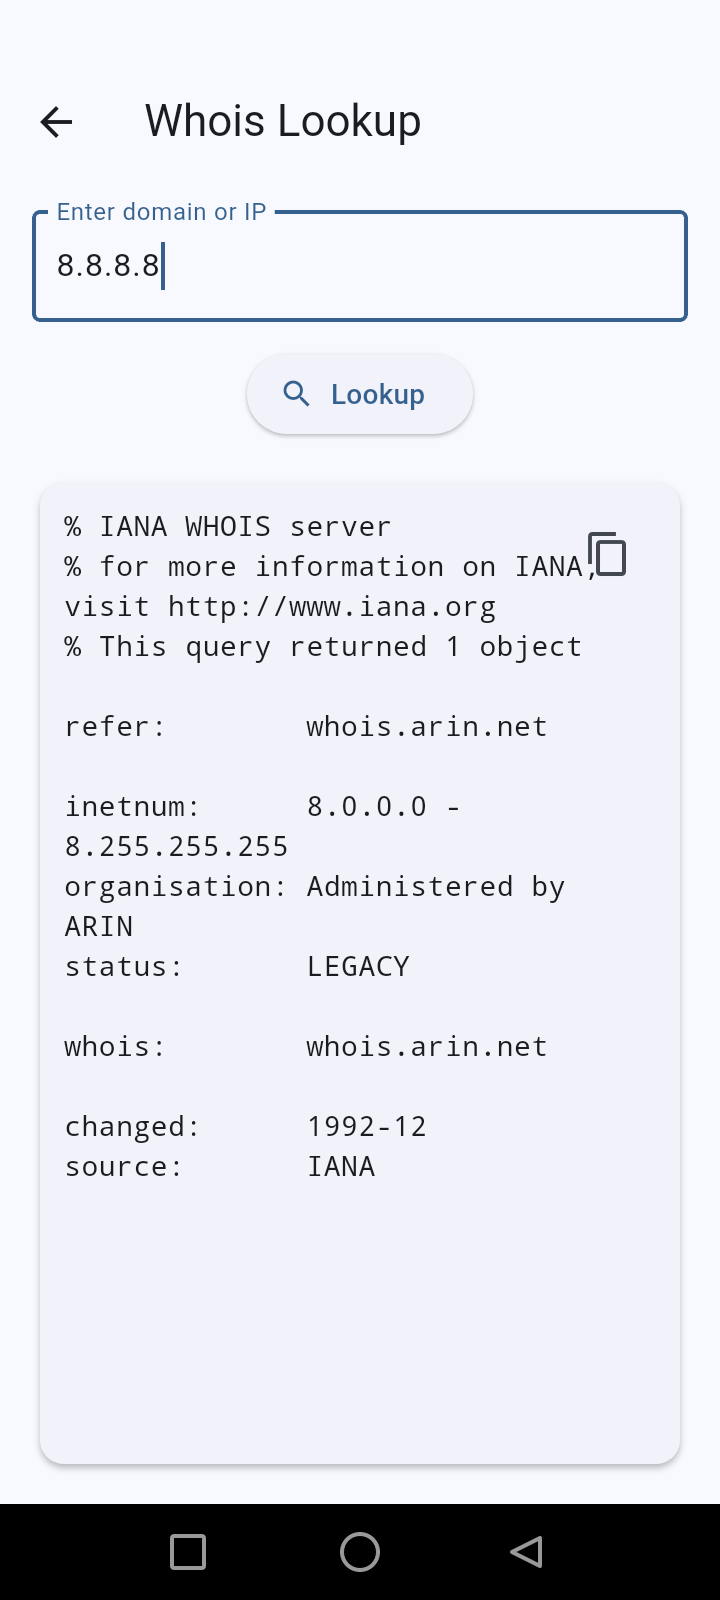 Whois Lookup
Enter domain or IP
8.8.8.8
Lookup
% IANA WHOIS server
% for more information on IANA,
visit http://www.iana.org
% This query returned 1 object
refer:        whois.arin.net
inetnum:      8.0.0.0 -
8.255.255.255
organisation: Administered by
ARIN
status:       LEGACY
whois:        whois.arin.net
changed:      1992-12
source:       IANA